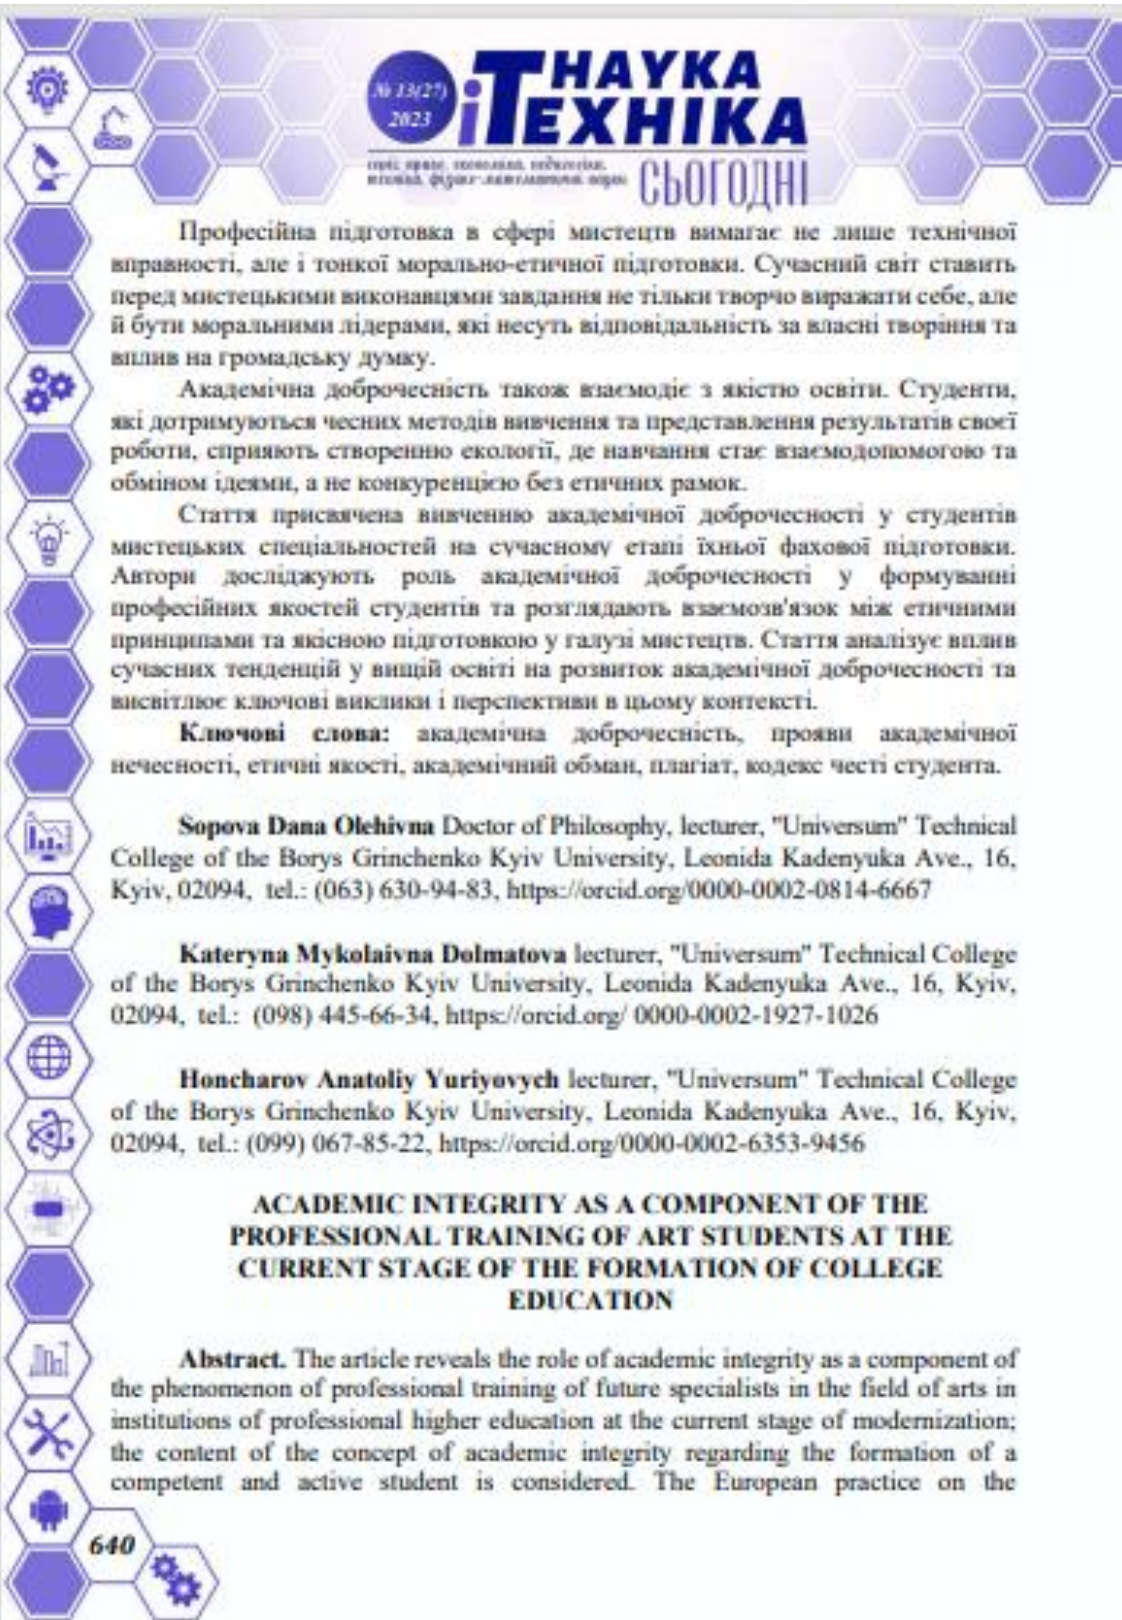 № 13(27)
2023
НАУКА
і ТЕХНІКА
СЬОГОДНІ
серія: право, економіка, педагогіка,
техніка, фізико-математичні науки
Професійна підготовка в сфері мистецтв вимагає не лише технічної
вправності, але і тонкої морально-етичної підготовки. Сучасний світ ставить
перед мистецькими виконавцями завдання не тільки творчо виражати себе, але
й бути моральними лідерами, які несуть відповідальність за власні творіння та
вплив на громадську думку.
Академічна доброчесність також взаємодіє з якістю освіти. Студенти,
які дотримуються чесних методів вивчення та представлення результатів своєї
роботи, сприяють створенню екології, де навчання стає взаємодопомогою та
обміном ідеями, а не конкуренцією без етичних рамок.
Стаття присвячена вивченню академічної доброчесності у студентів
мистецьких спеціальностей на сучасному етапі їхньої фахової підготовки.
Автори досліджують роль академічної доброчесності у формуванні
професійних якостей студентів та розглядають взаємозв'язок між етичними
принципами та якісною підготовкою у галузі мистецтв. Стаття аналізує вплив
сучасних тенденцій у вищій освіті на розвиток академічної доброчесності та
висвітлює ключові виклики і перспективи в цьому контексті.
Ключові слова: академічна доброчесність, прояви академічної
нечесності, етичні якості, академічний обман, плагіат, кодекс честі студента.
Sopova Dana Olehivna Doctor of Philosophy, lecturer, "Universum" Technical
College of the Borys Grinchenko Kyiv University, Leonida Kadenyuka Ave., 16,
Kyiv, 02094, tel.: (063) 630-94-83, https://orcid.org/0000-0002-0814-6667
Kateryna Mykolaivna Dolmatova lecturer, "Universum" Technical College
of the Borys Grinchenko Kyiv University, Leonida Kadenyuka Ave., 16, Kyiv,
02094, tel.: (098) 445-66-34, https://orcid.org/ 0000-0002-1927-1026
Honcharov Anatoliy Yuriyovych lecturer, "Universum" Technical College
of the Borys Grinchenko Kyiv University, Leonida Kadenyuka Ave., 16, Kyiv,
02094, tel.: (099) 067-85-22, https://orcid.org/0000-0002-6353-9456
ACADEMIC INTEGRITY AS A COMPONENT OF THE
PROFESSIONAL TRAINING OF ART STUDENTS AT THE
CURRENT STAGE OF THE FORMATION OF COLLEGE
EDUCATION
Abstract. The article reveals the role of academic integrity as a component of
the phenomenon of professional training of future specialists in the field of arts in
institutions of professional higher education at the current stage of modernization;
the content of the concept of academic integrity regarding the formation of a
competent and active student is considered. The European practice on the
640